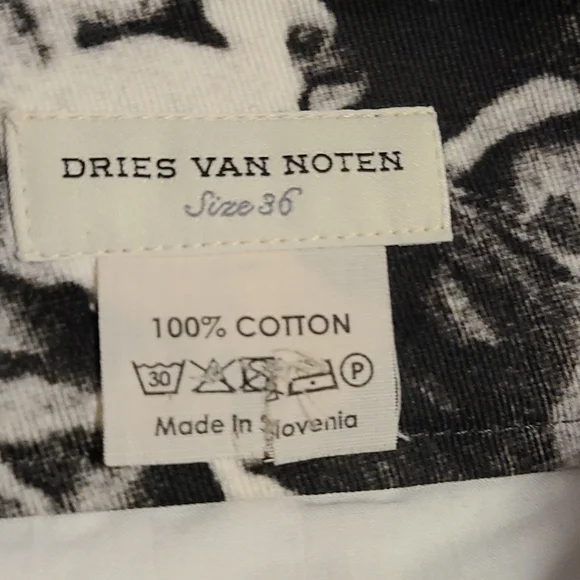 DRIES VAN NOTEN
Size 36
100% COTTON
30 P
Made in Slovenia